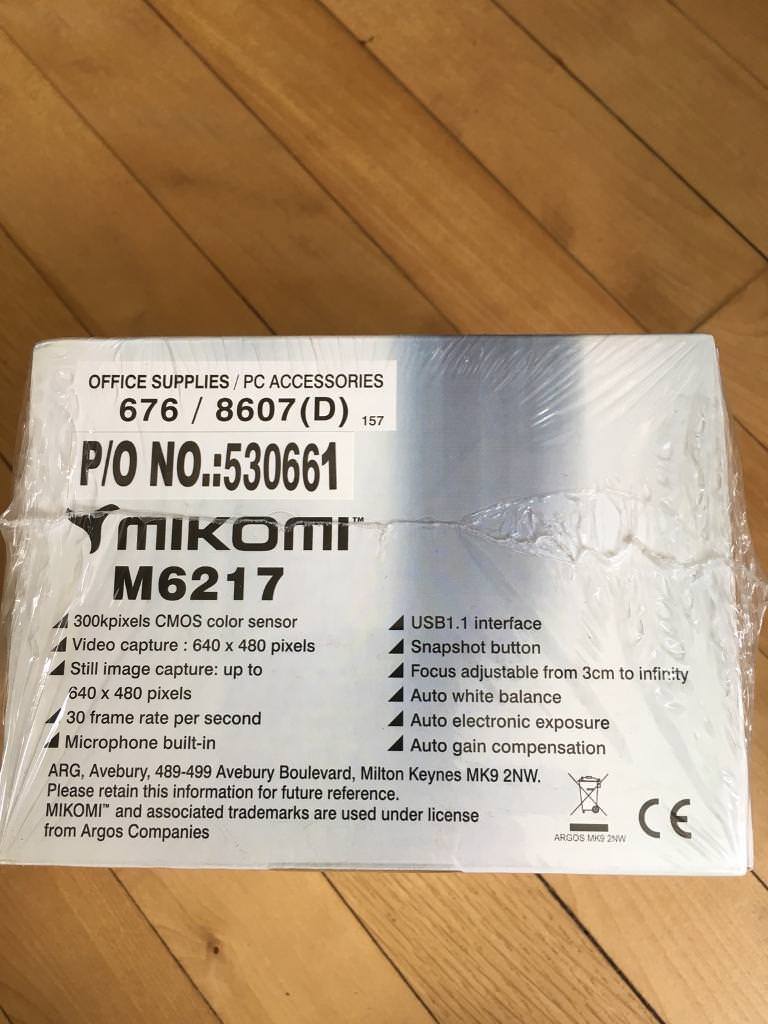 OFFICE SUPPLIES / PC ACCESSORIES
676 / 8607(D) 157
P/O NO.:530661
MIKOMI™
M6217
300kpixels CMOS color sensor
Video capture : 640 x 480 pixels
Still image capture: up to
640 x 480 pixels
30 frame rate per second
Microphone built-in
USB1.1 interface
Snapshot button
Focus adjustable from 3cm to infinity
Auto white balance
Auto electronic exposure
Auto gain compensation
ARG, Avebury, 489-499 Avebury Boulevard, Milton Keynes MK9 2NW.
Please retain this information for future reference.
MIKOMI™ and associated trademarks are used under license
from Argos Companies
ARGOS MK9 2NW
CE